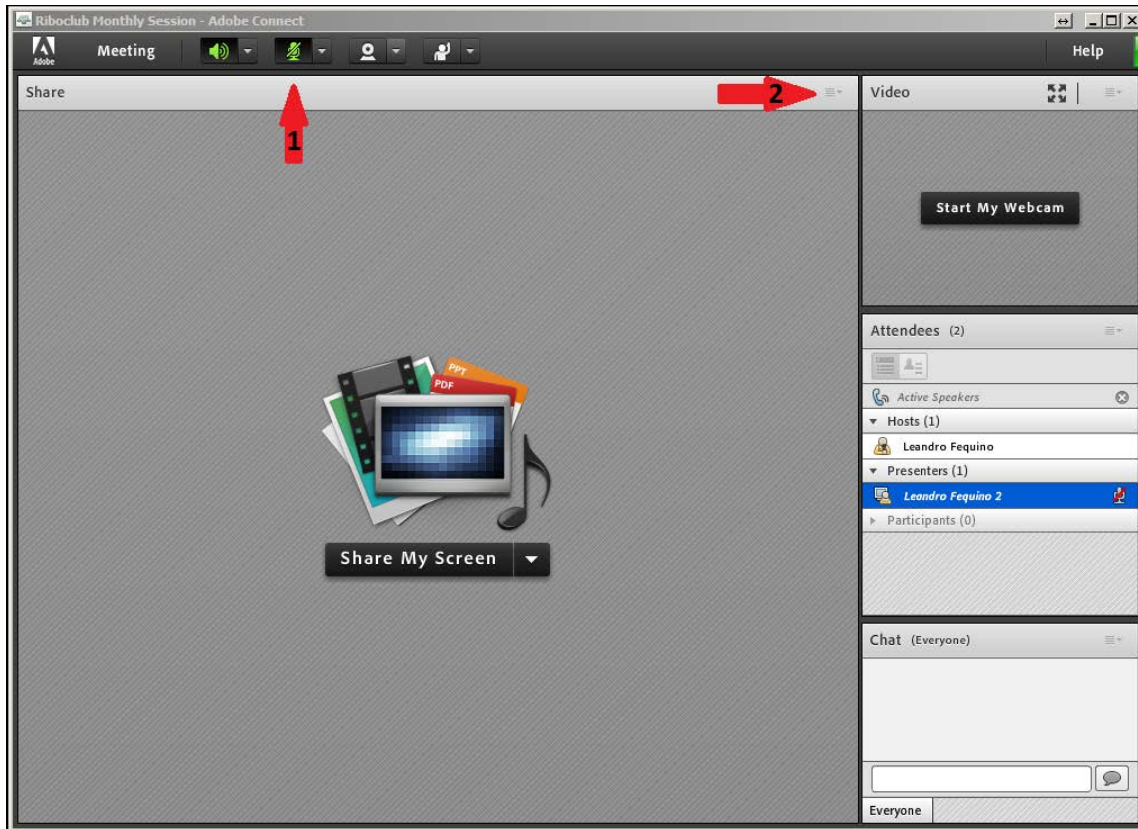 Riboclub Monthly Session - Adobe Connect
Adobe
Meeting
Help
Share
2
Video
1
Start My Webcam
PPT
PDF
Share My Screen
Attendees (2)
Active Speakers
Hosts (1)
Leandro Fequino
Presenters (1)
Leandro Fequino 2
Participants (0)
Chat (Everyone)
Everyone